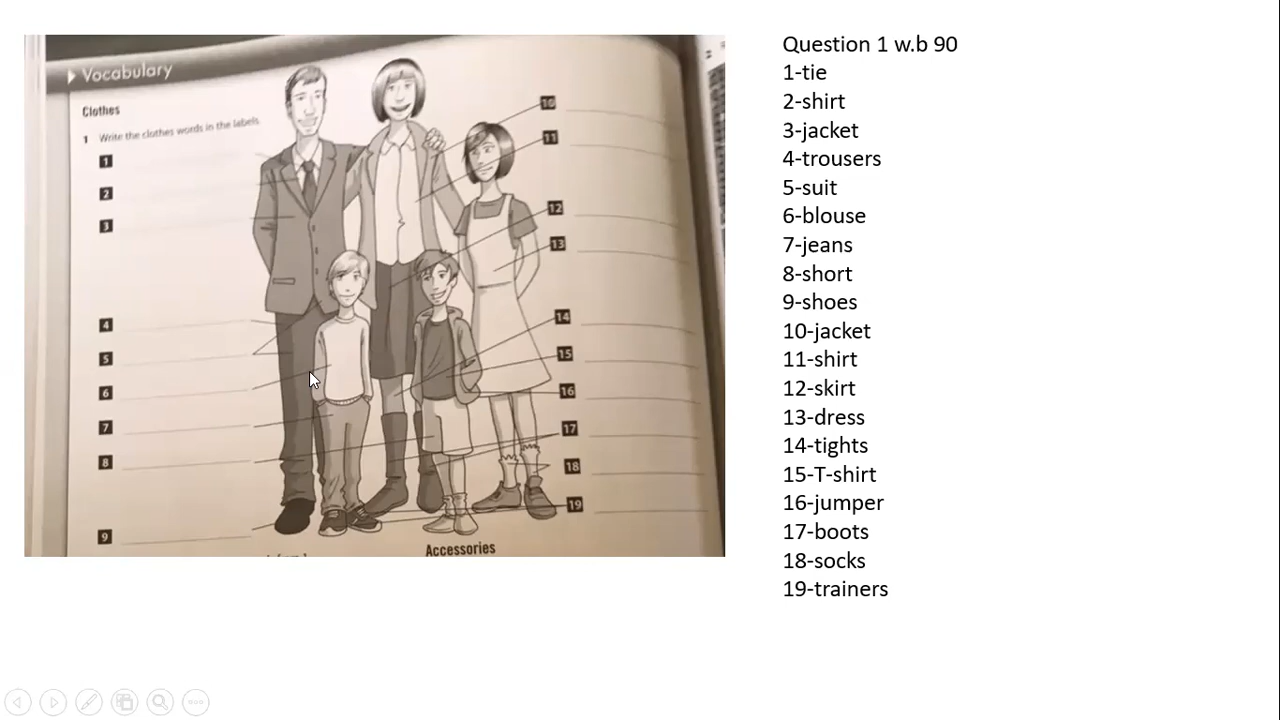 Vocabulary
Clothes
1 Write the clothes words in the labels.
1
2
3
4
5
6
7
8
9
10
11
12
13
14
15
16
17
18
19
Accessories
Question 1 w.b 90
1-tie
2-shirt
3-jacket
4-trousers
5-suit
6-blouse
7-jeans
8-short
9-shoes
10-jacket
11-shirt
12-skirt
13-dress
14-tights
15-T-shirt
16-jumper
17-boots
18-socks
19-trainers